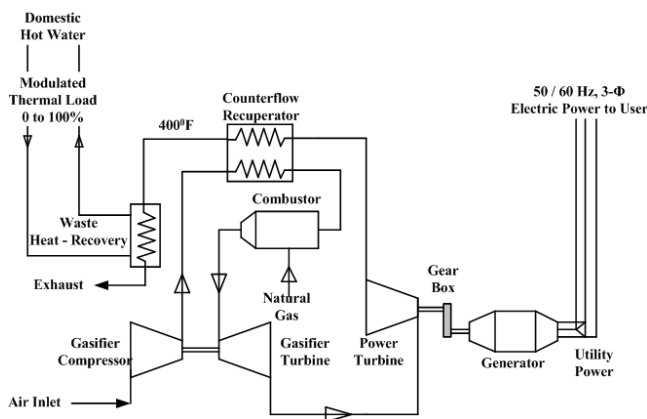 Domestic
Hot Water
Modulated
Thermal Load
0 to 100%
400⁰F
Counterflow
Recuperator
50 / 60 Hz, 3-Φ
Electric Power to User
Combustor
Waste
Heat - Recovery
Exhaust
Natural
Gas
Gear
Box
Gasifier
Compressor
Gasifier
Turbine
Power
Turbine
Generator
Utility
Power
Air Inlet